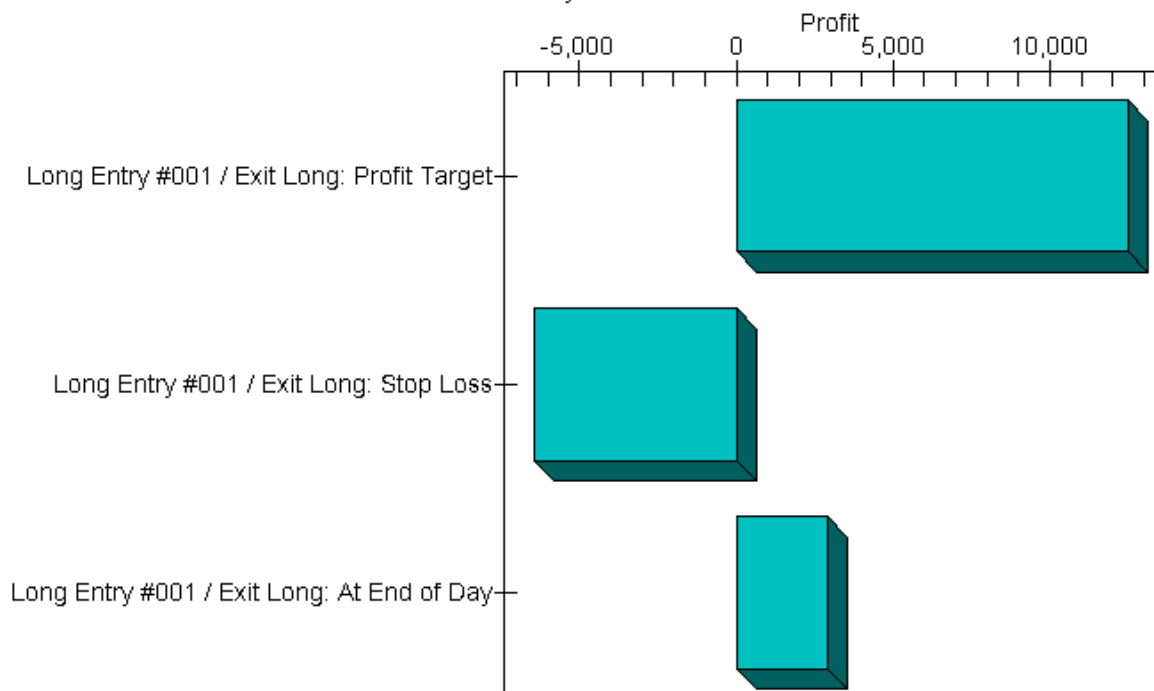 Profit
-5,000 0 5,000 10,000
Long Entry #001 / Exit Long: Profit Target
Long Entry #001 / Exit Long: Stop Loss
Long Entry #001 / Exit Long: At End of Day